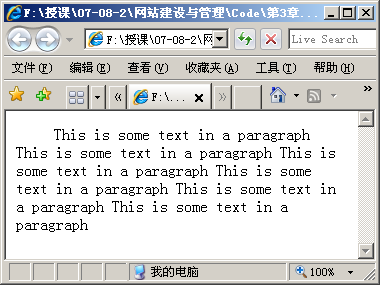 F:\授课\07-08-2\网站建设与管理\Code\第3章...
F:\授课\07-08-2\网 Live Search
文件(F) 编辑(E) 查看(V) 收藏夹(A) 工具(T) 帮助(H)
« F:\... »
This is some text in a paragraph
This is some text in a paragraph This is
some text in a paragraph This is some
text in a paragraph This is some text in
a paragraph This is some text in a
paragraph
我的电脑 100%